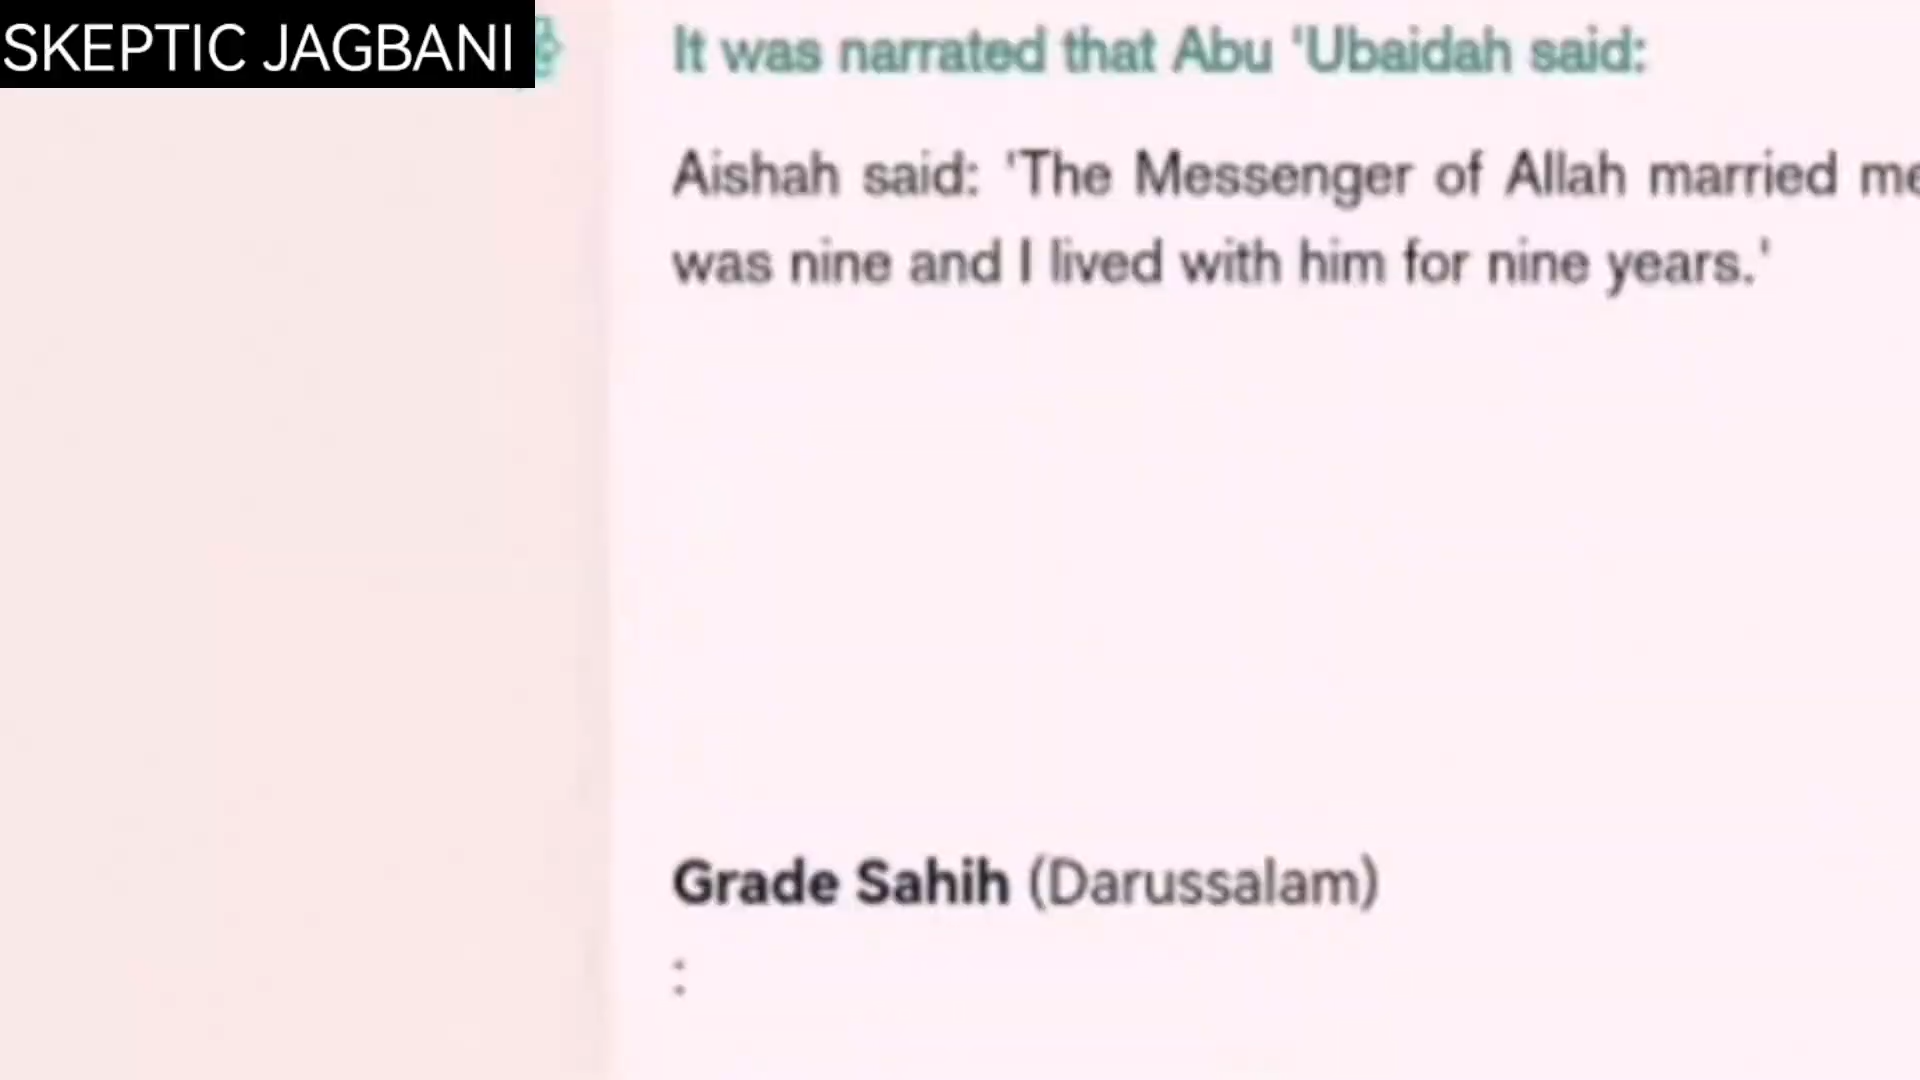 SKEPTIC JAGBANI
It was narrated that Abu 'Ubaidah said:
Aishah said: 'The Messenger of Allah married me
was nine and I lived with him for nine years.'
Grade Sahih (Darussalam)
: